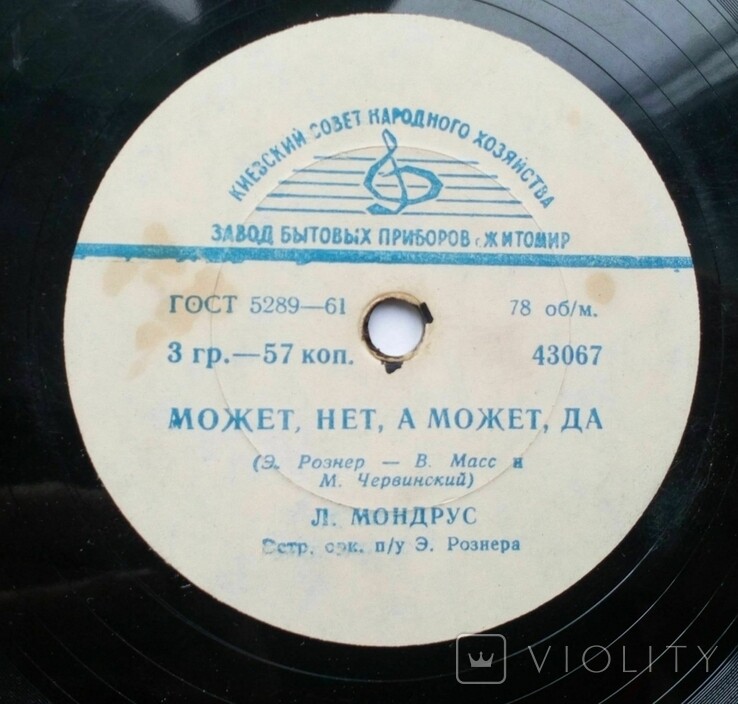 КИЕВСКИЙ СОВЕТ НАРОДНОГО ХОЗЯЙСТВА
ЗАВОД БЫТОВЫХ ПРИБОРОВ г. ЖИТОМИР
ГОСТ 5289—61 78 об/м.
3 гр.—57 коп. 43067
МОЖЕТ, НЕТ, А МОЖЕТ, ДА
(Э. Рознер — В. Масс и
М. Червинский)
Л. МОНДРУС
Эстр. орк. п/у Э. Рознера
VIOLITY